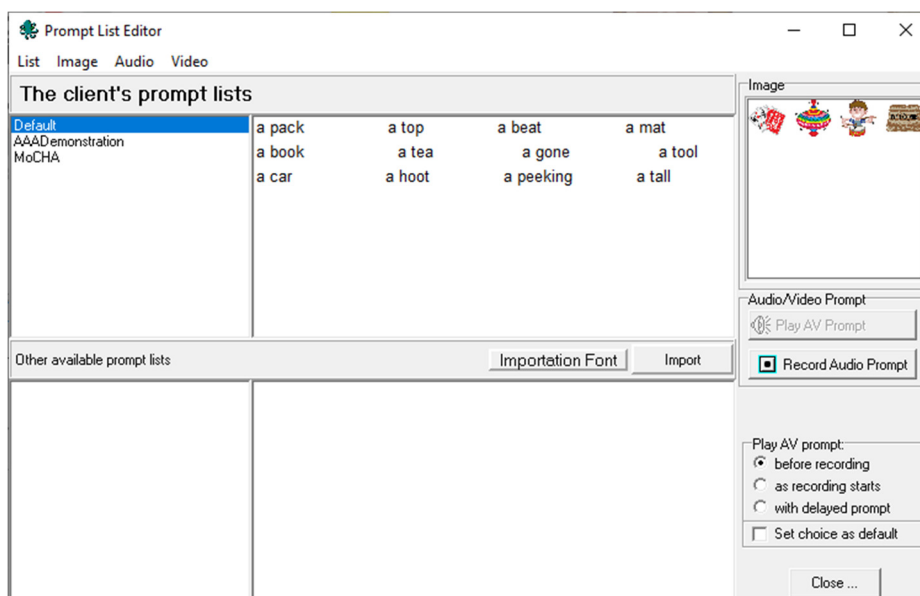 Prompt List Editor
List Image Audio Video
The client's prompt lists
Default
AAADemonstration
MoCHA
a pack a top a beat a mat
a book a tea a gone a tool
a car a hoot a peeking a tall
Image
Audio/Video Prompt
Play AV Prompt
Record Audio Prompt
Other available prompt lists
Importation Font
Import
Play AV prompt:
before recording
as recording starts
with delayed prompt
Set choice as default
Close ...